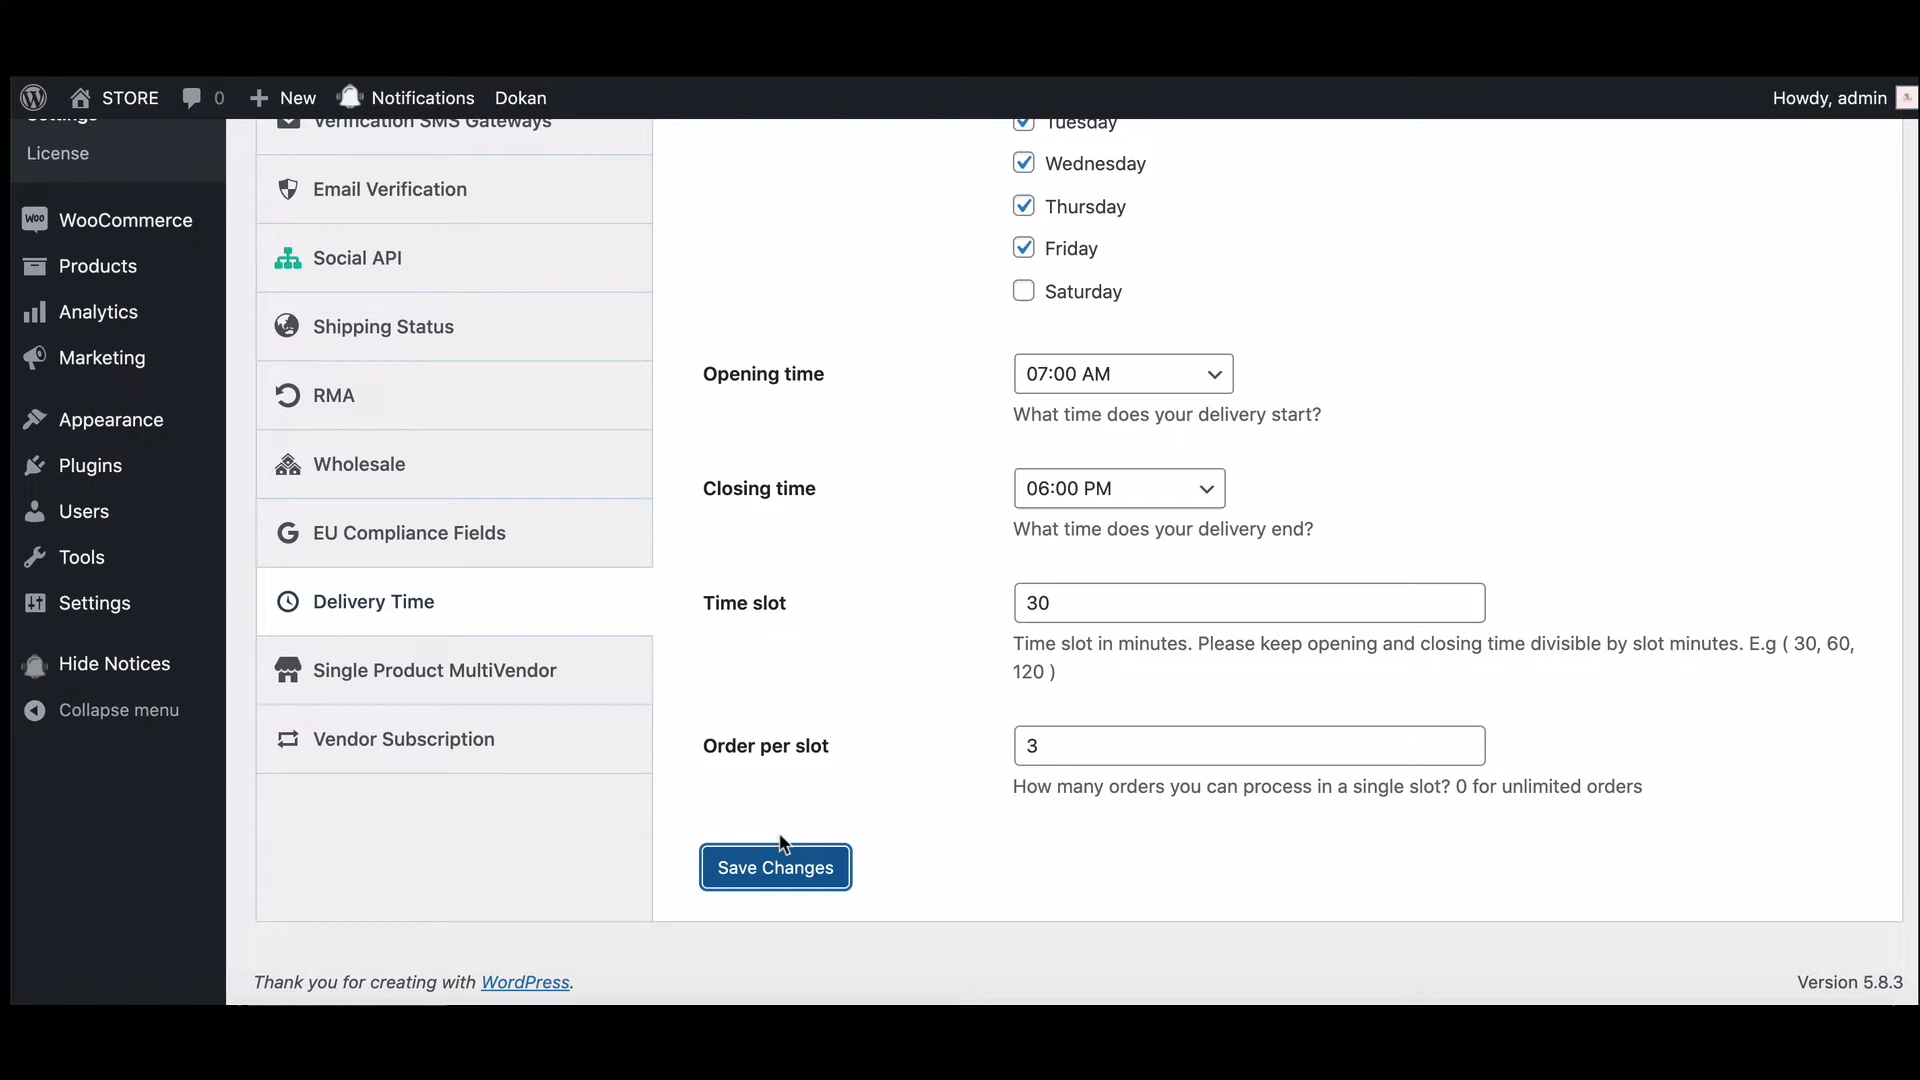 STORE 0 New Notifications Dokan Howdy, admin
Settings
License
WooCommerce
Products
Analytics
Marketing
Appearance
Plugins
Users
Tools
Settings
Hide Notices
Collapse menu
Verification SMS Gateways
Email Verification
Social API
Shipping Status
RMA
Wholesale
EU Compliance Fields
Delivery Time
Single Product MultiVendor
Vendor Subscription
Tuesday
Wednesday
Thursday
Friday
Saturday
Opening time 07:00 AM
What time does your delivery start?
Closing time 06:00 PM
What time does your delivery end?
Time slot 30
Time slot in minutes. Please keep opening and closing time divisible by slot minutes. E.g ( 30, 60,
120 )
Order per slot 3
How many orders you can process in a single slot? 0 for unlimited orders
Save Changes
Thank you for creating with WordPress. Version 5.8.3